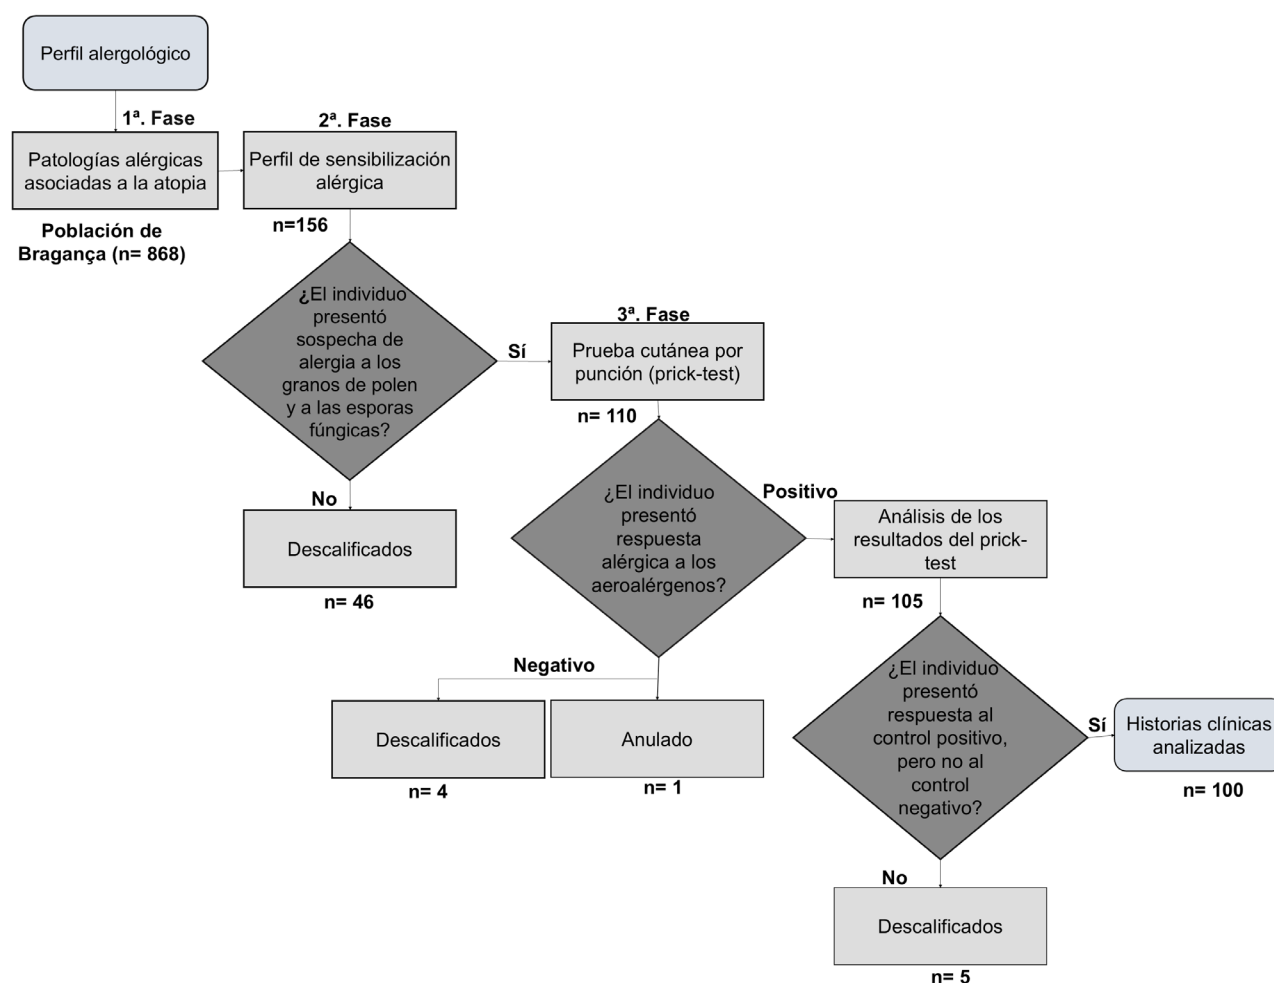 Perfil alergológico
1ª. Fase
Patologías alérgicas
asociadas a la atopia
Población de
Bragança (n= 868)
2ª. Fase
Perfil de sensibilización
alérgica
n=156
¿El individuo
presentó
sospecha de
alergia a los
granos de polen
y a las esporas
fúngicas?
Sí
No
Descalificados
n= 46
3ª. Fase
Prueba cutánea por
punción (prick-test)
n= 110
¿El individuo
presentó
respuesta
alérgica a los
aeroalérgenos?
Positivo
Negativo
Descalificados
n= 4
Anulado
n= 1
Análisis de los
resultados del prick-
test
n= 105
¿El individuo
presentó
respuesta al
control positivo,
pero no al
control
negativo?
Sí
Historias clínicas
analizadas
n= 100
No
Descalificados
n= 5